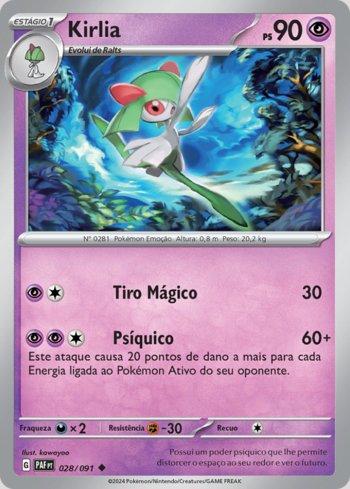 ESTÁGIO 1
Kirlia
PS 90
Evolui de Ralts
Nº 0281 Pokémon Emoção Altura: 0,8 m Peso: 20,2 kg
Tiro Mágico 30
Psíquico 60+
Este ataque causa 20 pontos de dano a mais para cada
Energia ligada ao Pokémon Ativo do seu oponente.
Fraqueza ×2 Resistência -30 Recuo
Ilust. kawayoo
G PAF PT 028/091
Possui um poder psíquico que lhe permite
distorcer o espaço ao seu redor e ver o futuro.
©2024 Pokémon/Nintendo/Creatures/GAME FREAK